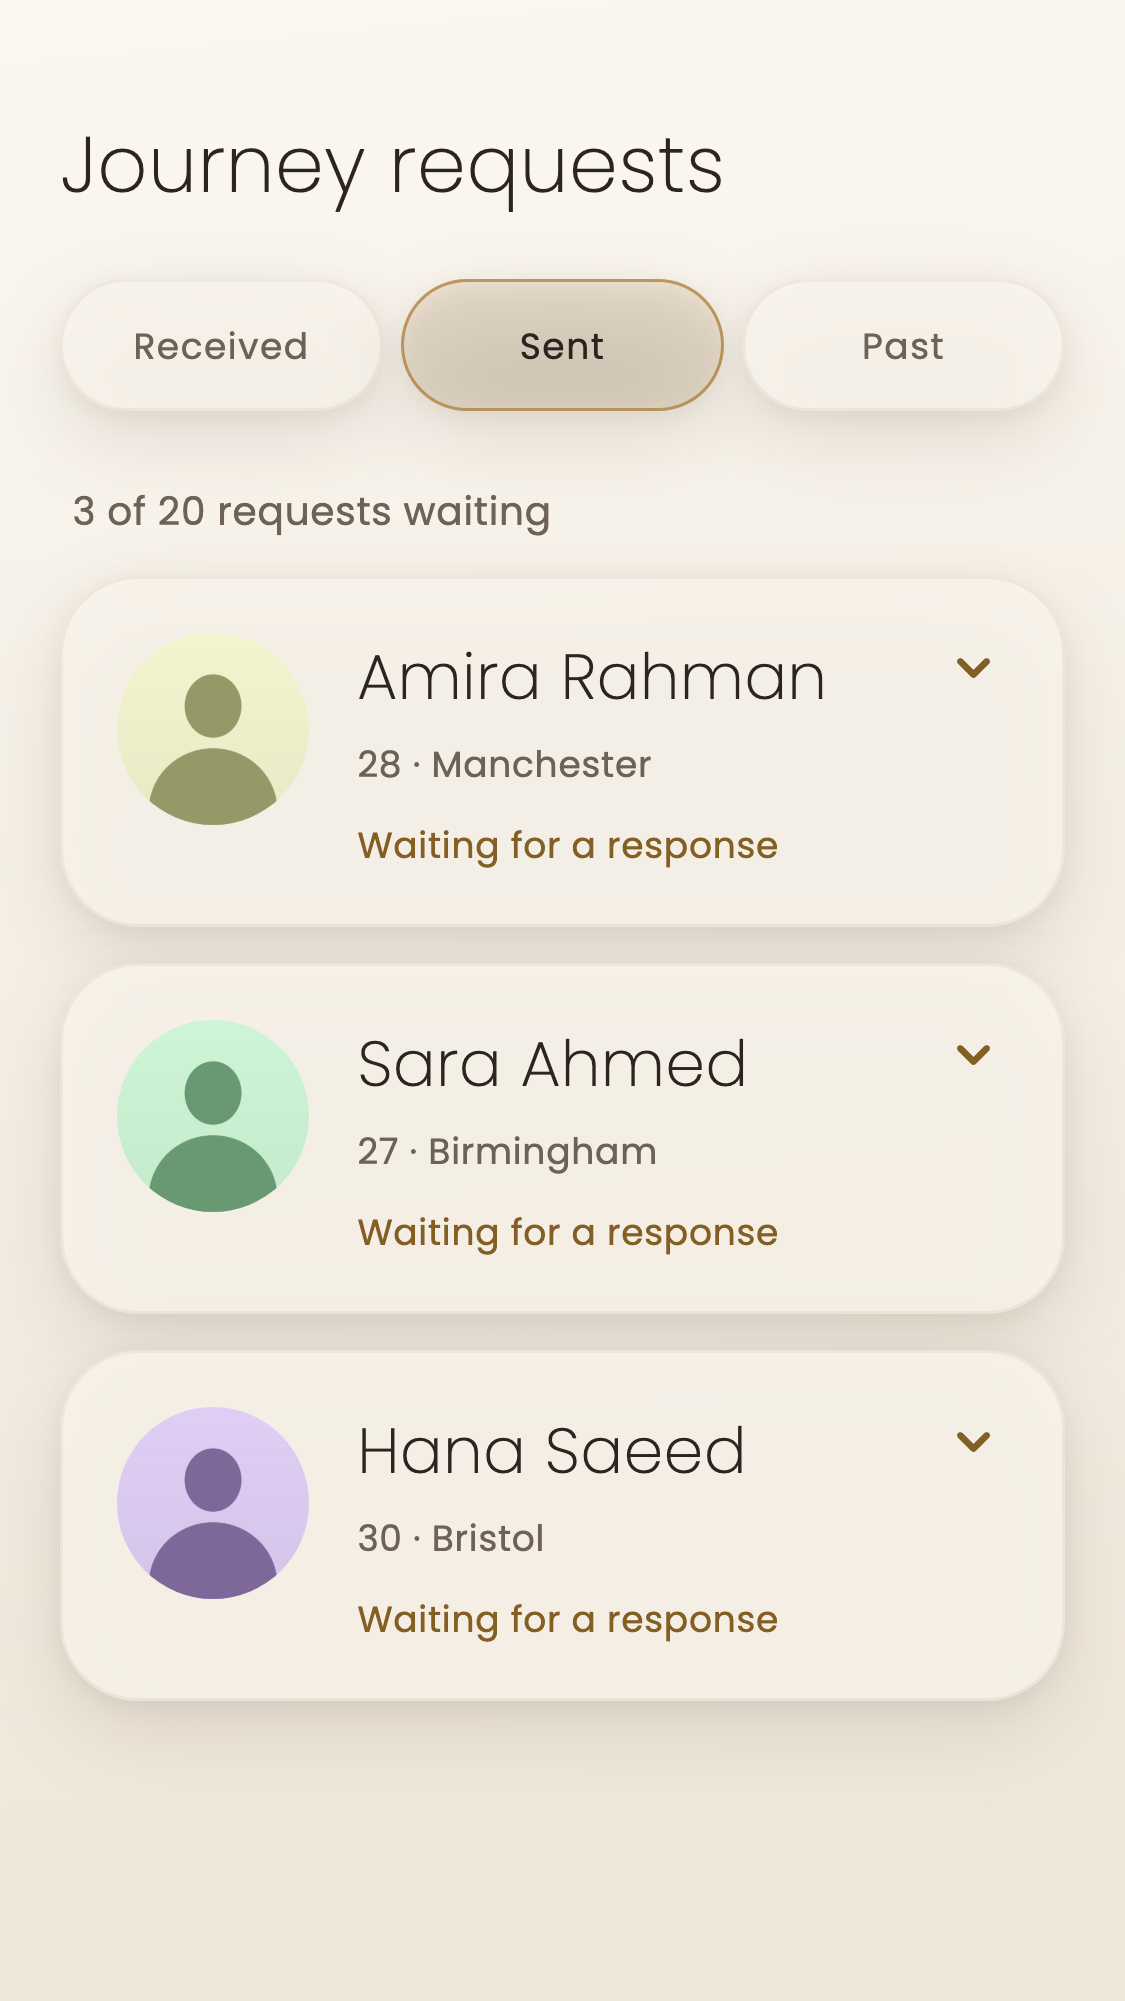 Journey requests
Received
Sent
Past
3 of 20 requests waiting
Amira Rahman
28 · Manchester
Waiting for a response
Sara Ahmed
27 · Birmingham
Waiting for a response
Hana Saeed
30 · Bristol
Waiting for a response